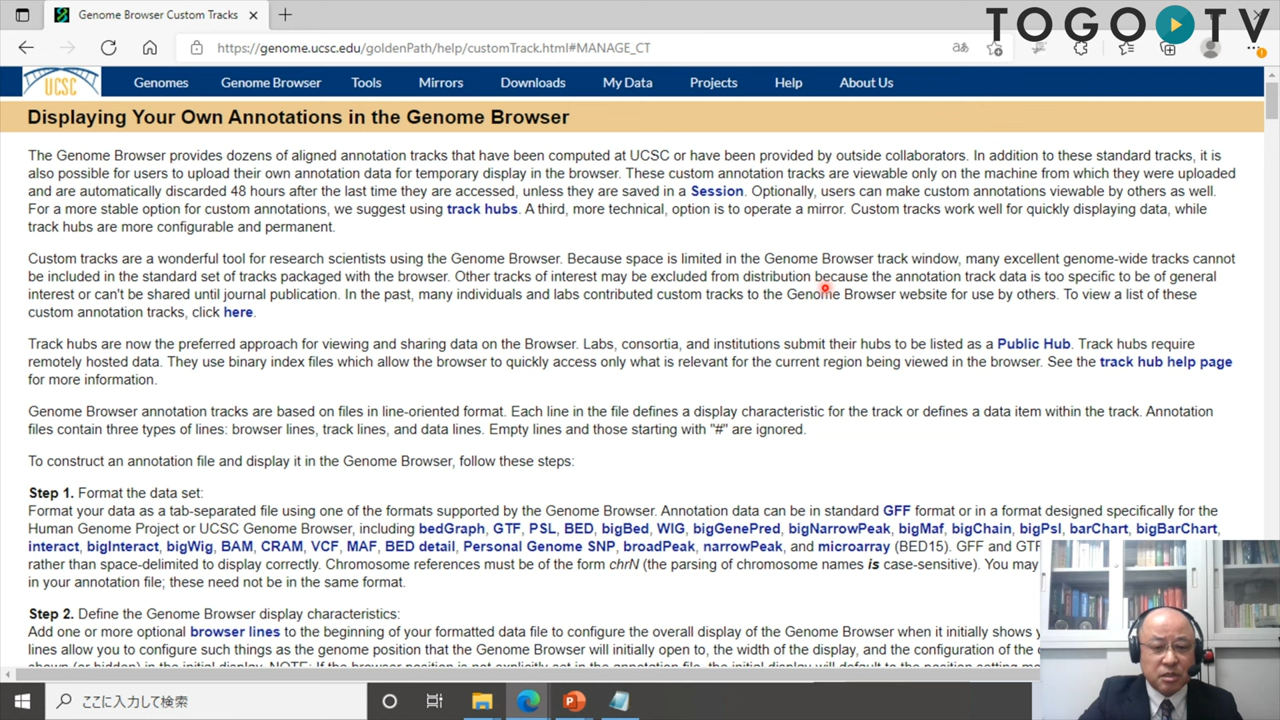 Genome Browser Custom Tracks
TOGO TV
https://genome.ucsc.edu/goldenPath/help/customTrack.html#MANAGE_CT
UCSC Genomes Genome Browser Tools Mirrors Downloads My Data Projects Help About Us
Displaying Your Own Annotations in the Genome Browser
The Genome Browser provides dozens of aligned annotation tracks that have been computed at UCSC or have been provided by outside collaborators. In addition to these standard tracks, it is
also possible for users to upload their own annotation data for temporary display in the browser. These custom annotation tracks are viewable only on the machine from which they were uploaded
and are automatically discarded 48 hours after the last time they are accessed, unless they are saved in a Session. Optionally, users can make custom annotations viewable by others as well.
For a more stable option for custom annotations, we suggest using track hubs. A third, more technical, option is to operate a mirror. Custom tracks work well for quickly displaying data, while
track hubs are more configurable and permanent.
Custom tracks are a wonderful tool for research scientists using the Genome Browser. Because space is limited in the Genome Browser track window, many excellent genome-wide tracks cannot
be included in the standard set of tracks packaged with the browser. Other tracks of interest may be excluded from distribution because the annotation track data is too specific to be of general
interest or can't be shared until journal publication. In the past, many individuals and labs contributed custom tracks to the Genome Browser website for use by others. To view a list of these
custom annotation tracks, click here.
Track hubs are now the preferred approach for viewing and sharing data on the Browser. Labs, consortia, and institutions submit their hubs to be listed as a Public Hub. Track hubs require
remotely hosted data. They use binary index files which allow the browser to quickly access only what is relevant for the current region being viewed in the browser. See the track hub help page
for more information.
Genome Browser annotation tracks are based on files in line-oriented format. Each line in the file defines a display characteristic for the track or defines a data item within the track. Annotation
files contain three types of lines: browser lines, track lines, and data lines. Empty lines and those starting with "#" are ignored.
To construct an annotation file and display it in the Genome Browser, follow these steps:
Step 1. Format the data set:
Format your data as a tab-separated file using one of the formats supported by the Genome Browser. Annotation data can be in standard GFF format or in a format designed specifically for the
Human Genome Project or UCSC Genome Browser, including bedGraph, GTF, PSL, BED, bigBed, WIG, bigGenePred, bigNarrowPeak, bigMaf, bigChain, bigPsl, barChart, bigBarChart,
interact, bigInteract, bigWig, BAM, CRAM, VCF, MAF, BED detail, Personal Genome SNP, broadPeak, narrowPeak, and microarray (BED15). GFF and GTF
rather than space-delimited to display correctly. Chromosome references must be of the form chrN (the parsing of chromosome names is case-sensitive). You may
in your annotation file; these need not be in the same format.
Step 2. Define the Genome Browser display characteristics:
Add one or more optional browser lines to the beginning of your formatted data file to configure the overall display of the Genome Browser when it initially shows
lines allow you to configure such things as the genome position that the Genome Browser will initially open to, the width of the display, and the configuration of the
ここに入力して検索